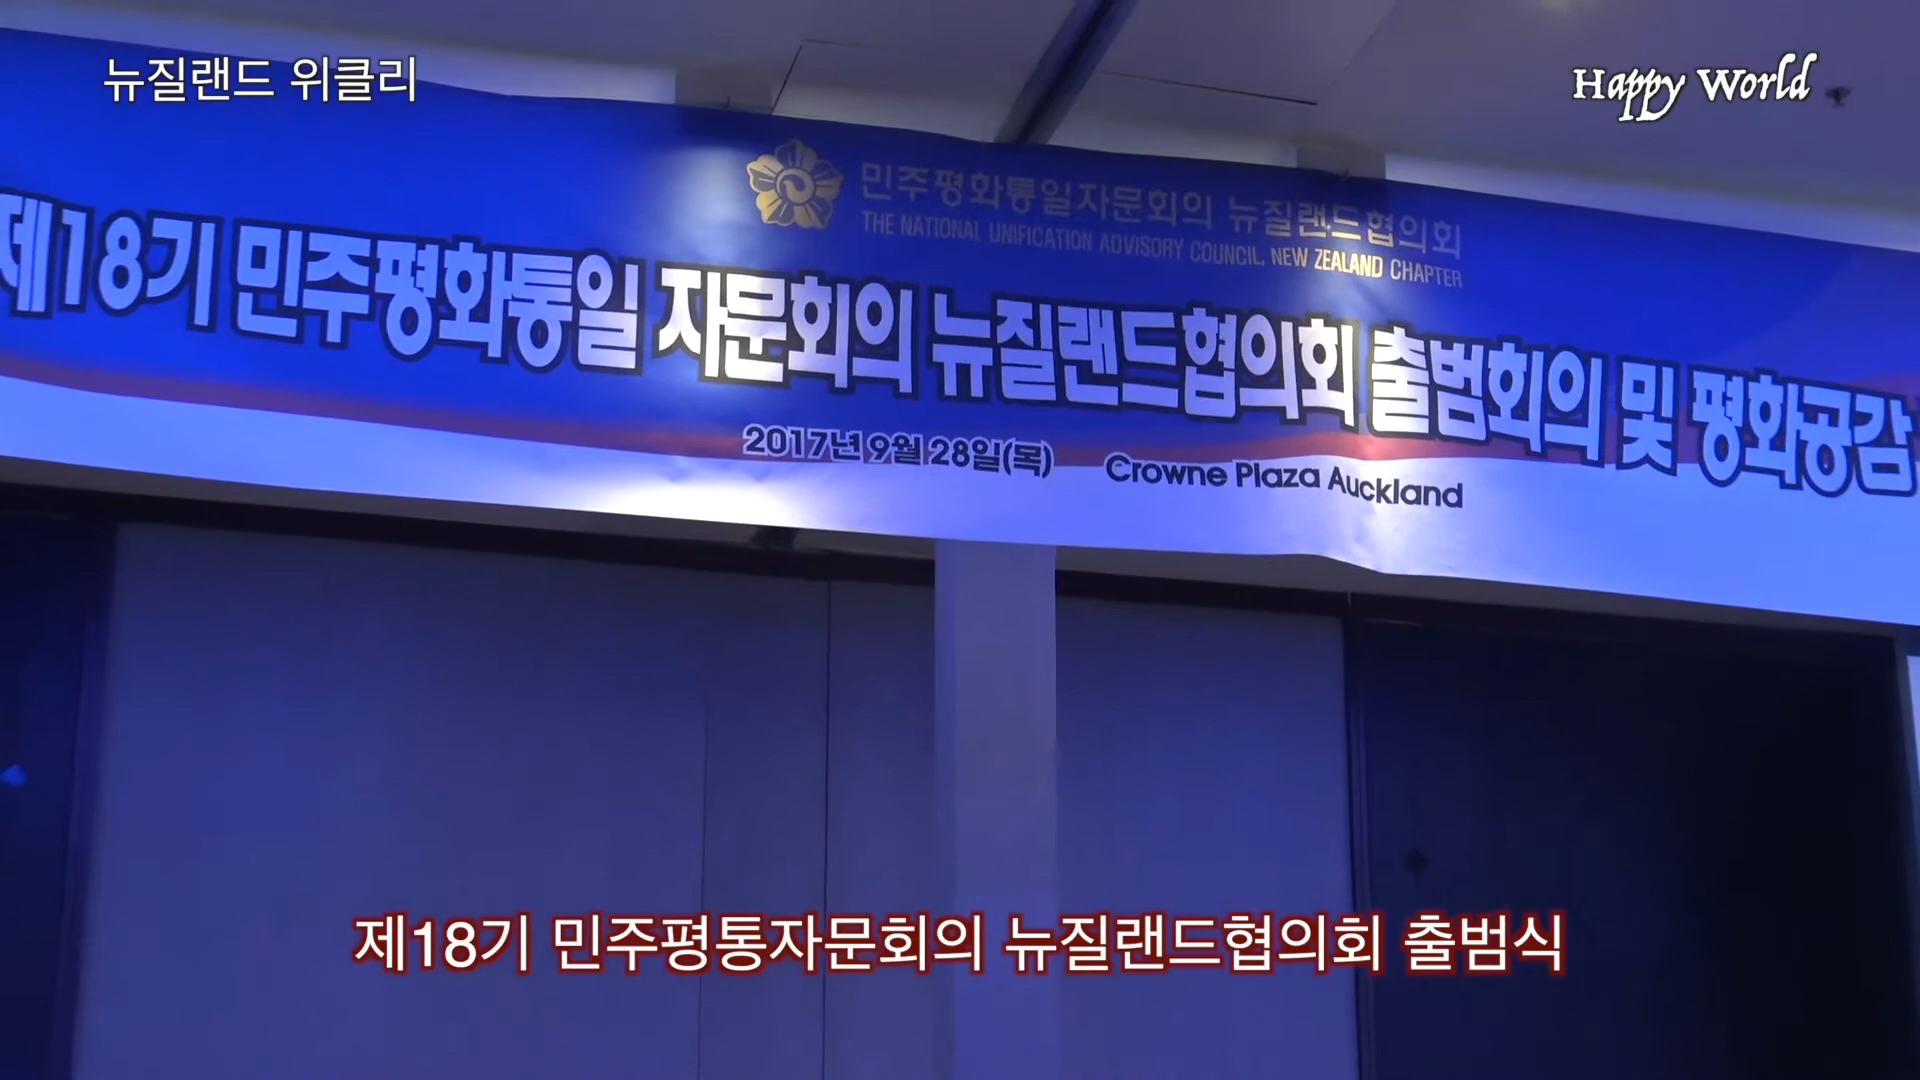 뉴질랜드 위클리
Happy World
민주평화통일자문회의 뉴질랜드협의회
THE NATIONAL UNIFICATION ADVISORY COUNCIL, NEW ZEALAND CHAPTER
제18기 민주평화통일 자문회의 뉴질랜드협의회 출범회의 및 평화공감
2017년 9월 28일(목) Crowne Plaza Auckland
제18기 민주평통자문회의 뉴질랜드협의회 출범식